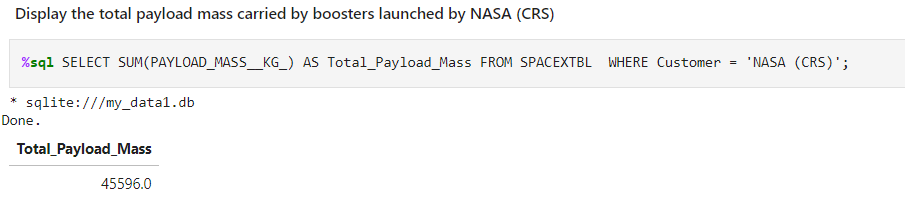 Display the total payload mass carried by boosters launched by NASA (CRS)
%sql SELECT SUM(PAYLOAD_MASS__KG_) AS Total_Payload_Mass FROM SPACEXTBL  WHERE Customer = 'NASA (CRS)';
* sqlite:///my_data1.db
Done.
Total_Payload_Mass
45596.0